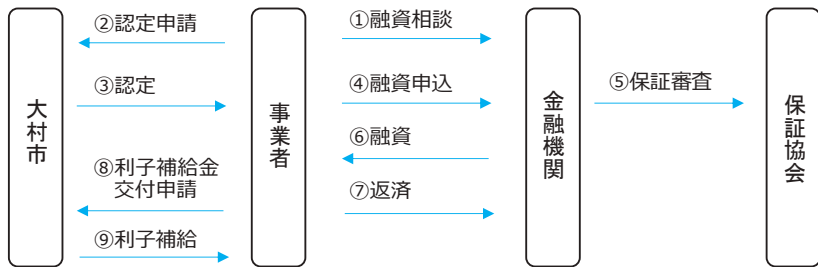 ②認定申請
①融資相談
③認定
④融資申込
⑤保証審査
大村市
事業者
金融機関
保証協会
⑥融資
⑧利子補給金
交付申請
⑦返済
⑨利子補給